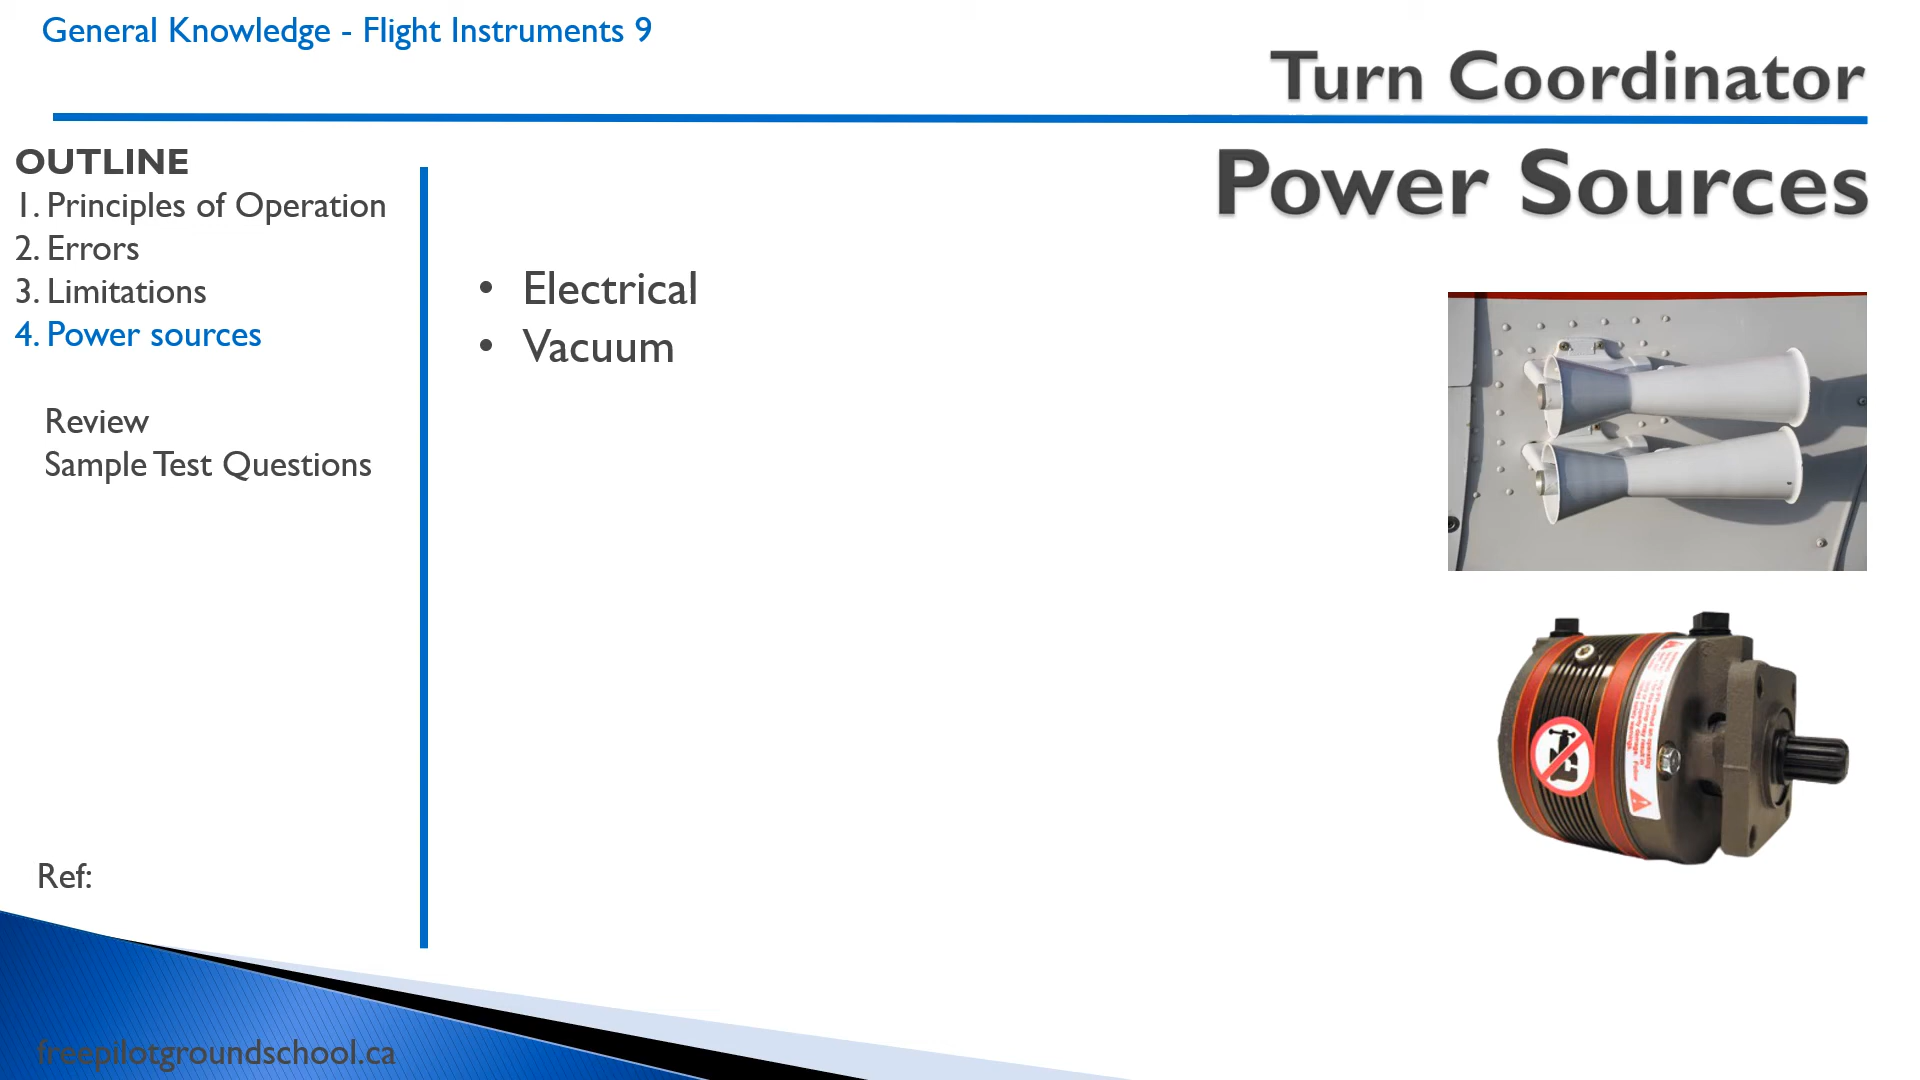 General Knowledge - Flight Instruments 9
Turn Coordinator
OUTLINE
1. Principles of Operation
2. Errors
3. Limitations
4. Power sources
Review
Sample Test Questions
Power Sources
• Electrical
• Vacuum
Ref:
freepilotgroundschool.ca